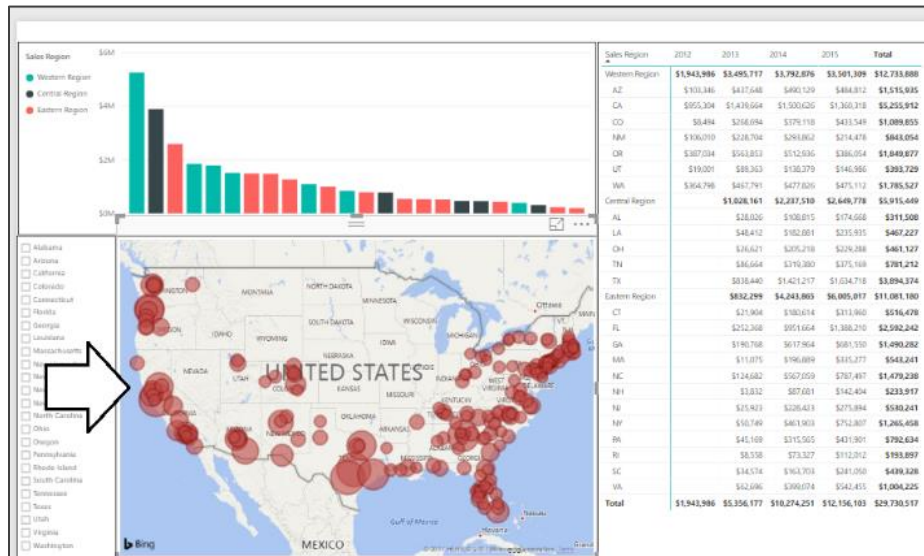 Sales Region
Western Region
Central Region
Eastern Region
$6M
$4M
$2M
$0M
Alabama
Arizona
California
Colorado
Connecticut
Florida
Georgia
Louisiana
Massachusetts
North Carolina
Ohio
Oregon
Pennsylvania
Rhode Island
South Carolina
Tennessee
Texas
Utah
Virginia
Washington
MONTANA
NORTH DAKOTA
MINNESOTA
Ottawa
SOUTH DAKOTA
WISCONSIN
MICHIGAN
IDAHO
WYOMING
NEBRASKA
IOWA
NEVADA
UTAH
UNITED STATES
KANSAS
MISSOURI
KENTUCKY
OKLAHOMA
ARKANSAS
Gulf of Mexico
MEXICO
Havana
Bing
Sales Region 2012 2013 2014 2015 Total
Western Region $1,943,986 $3,495,717 $3,792,876 $3,501,309 $12,733,888
AZ $103,346 $437,648 $490,129 $484,812 $1,515,935
CA $955,304 $1,439,664 $1,500,626 $1,360,318 $5,255,912
CO $8,494 $268,694 $379,118 $433,549 $1,089,855
NM $106,010 $228,704 $293,862 $214,478 $843,054
OR $387,034 $563,853 $512,936 $386,054 $1,849,877
UT $19,001 $89,363 $138,379 $146,986 $393,729
WA $364,798 $467,791 $477,826 $475,112 $1,785,527
Central Region $1,028,161 $2,237,510 $2,649,778 $5,915,449
AL $28,026 $108,815 $174,668 $311,508
LA $48,412 $182,881 $235,935 $467,227
OH $26,621 $205,218 $229,288 $461,127
TN $86,664 $319,380 $375,169 $781,212
TX $838,440 $1,421,217 $1,634,718 $3,894,374
Eastern Region $832,299 $4,243,865 $6,005,017 $11,081,180
CT $21,904 $180,614 $313,960 $516,478
FL $252,368 $951,664 $1,388,210 $2,592,242
GA $190,768 $617,964 $681,550 $1,490,282
MA $11,075 $196,889 $335,277 $543,241
NC $124,682 $567,059 $787,497 $1,479,238
NH $3,832 $87,681 $142,404 $233,917
NJ $25,923 $228,423 $275,894 $530,241
NY $50,749 $461,903 $752,807 $1,265,458
PA $45,169 $315,565 $431,901 $792,634
RI $8,558 $73,327 $112,012 $193,897
SC $34,574 $163,703 $241,050 $439,328
VA $62,696 $399,074 $542,455 $1,004,225
Total $1,943,986 $5,356,177 $10,274,251 $12,156,103 $29,730,517